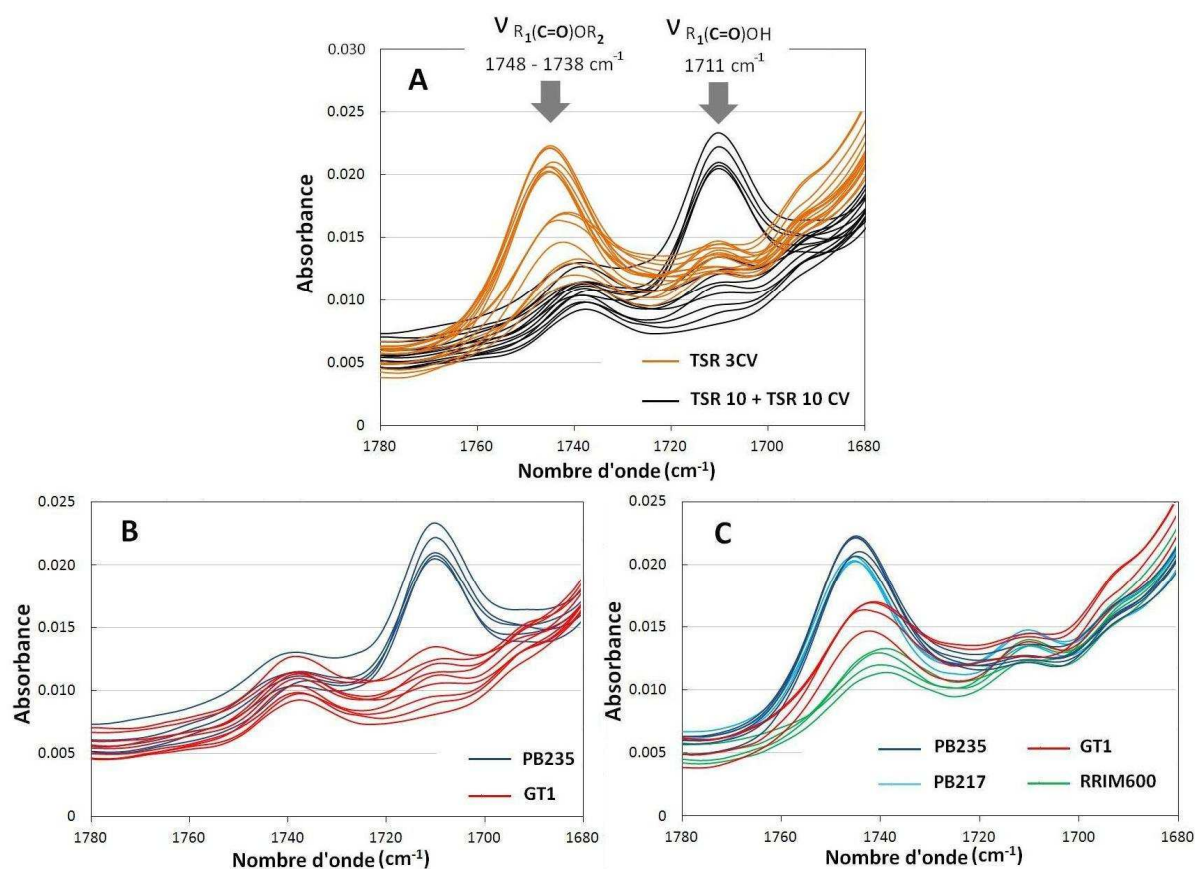 ν R₁(C=O)OR₂ ν R₁(C=O)OH
1748 - 1738 cm⁻¹ 1711 cm⁻¹
A
Absorbance
0.030
0.025
0.020
0.015
0.010
0.005
0
TSR 3CV
TSR 10 + TSR 10 CV
1780 1760 1740 1720 1700 1680
Nombre d'onde (cm⁻¹)
B
Absorbance
0.025
0.020
0.015
0.010
0.005
0
PB235
GT1
1780 1760 1740 1720 1700 1680
Nombre d'onde (cm⁻¹)
C
Absorbance
0.025
0.020
0.015
0.010
0.005
0
PB235 GT1
PB217 RRIM600
1780 1760 1740 1720 1700 1680
Nombre d'onde (cm⁻¹)